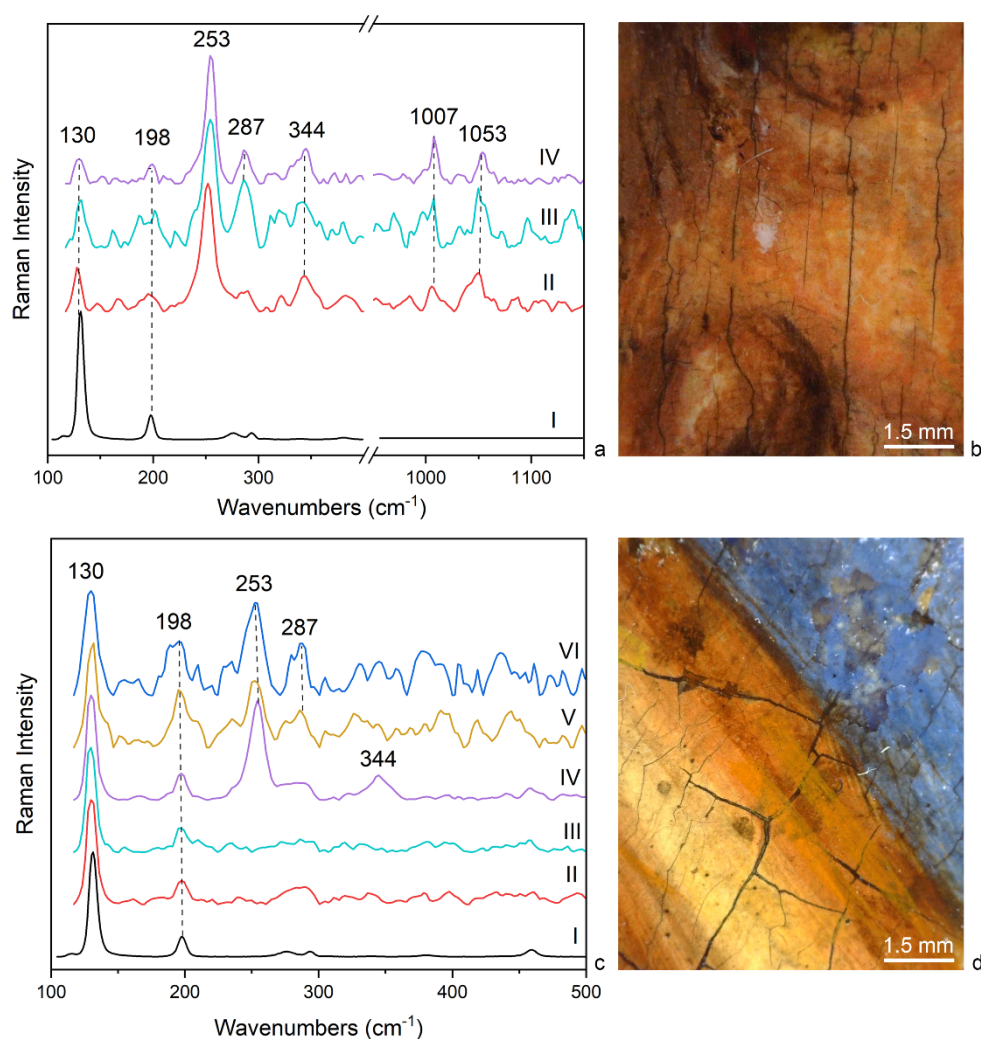 253
130
198
287
344
1007
1053
IV
III
II
I
Raman Intensity
100 200 300 1000 1100
Wavenumbers (cm⁻¹)
a
1.5 mm
b
130
198
253
287
344
VI
V
IV
III
II
I
Raman Intensity
100 200 300 400 500
Wavenumbers (cm⁻¹)
c
1.5 mm
d